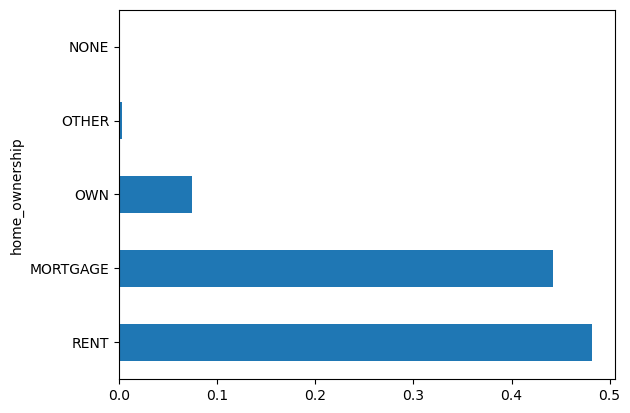 NONE
OTHER
OWN
MORTGAGE
RENT
home_ownership
0.0 0.1 0.2 0.3 0.4 0.5